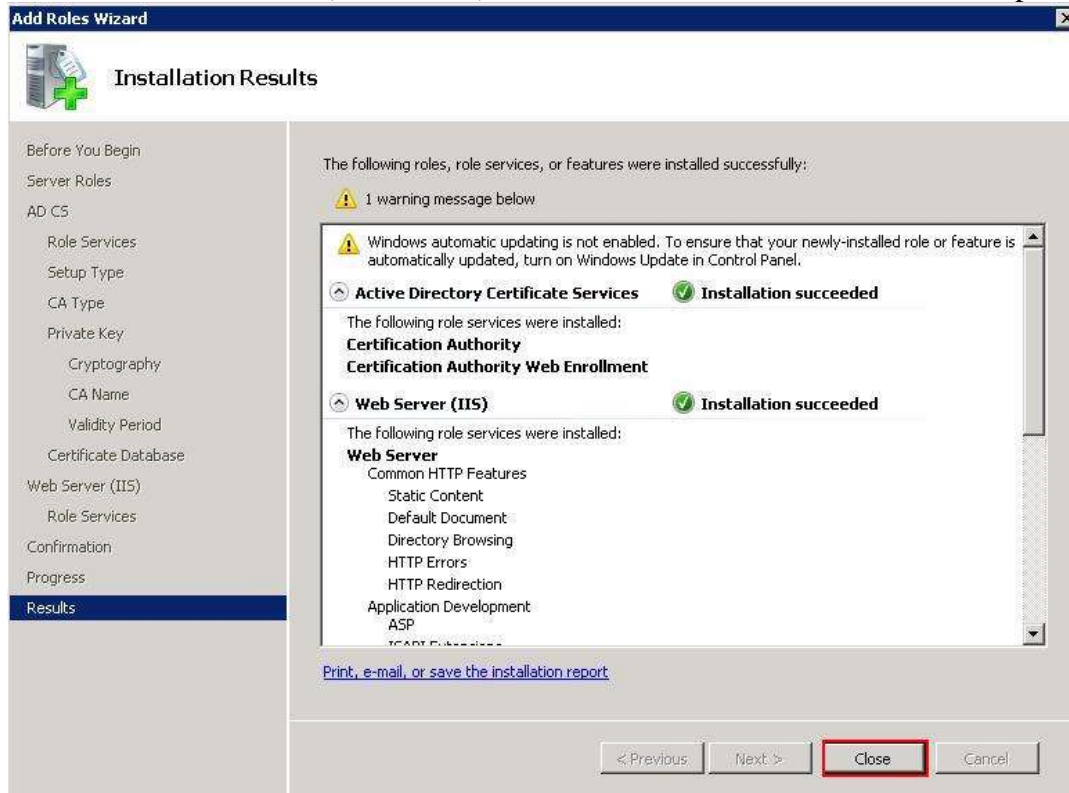 Add Roles Wizard
Installation Results
Before You Begin
Server Roles
AD CS
Role Services
Setup Type
CA Type
Private Key
Cryptography
CA Name
Validity Period
Certificate Database
Web Server (IIS)
Role Services
Confirmation
Progress
Results
The following roles, role services, or features were installed successfully:
1 warning message below
Windows automatic updating is not enabled. To ensure that your newly-installed role or feature is
automatically updated, turn on Windows Update in Control Panel.
Active Directory Certificate Services Installation succeeded
The following role services were installed:
Certification Authority
Certification Authority Web Enrollment
Web Server (IIS) Installation succeeded
The following role services were installed:
Web Server
Common HTTP Features
Static Content
Default Document
Directory Browsing
HTTP Errors
HTTP Redirection
Application Development
ASP
Print, e-mail, or save the installation report
< Previous Next > Close Cancel